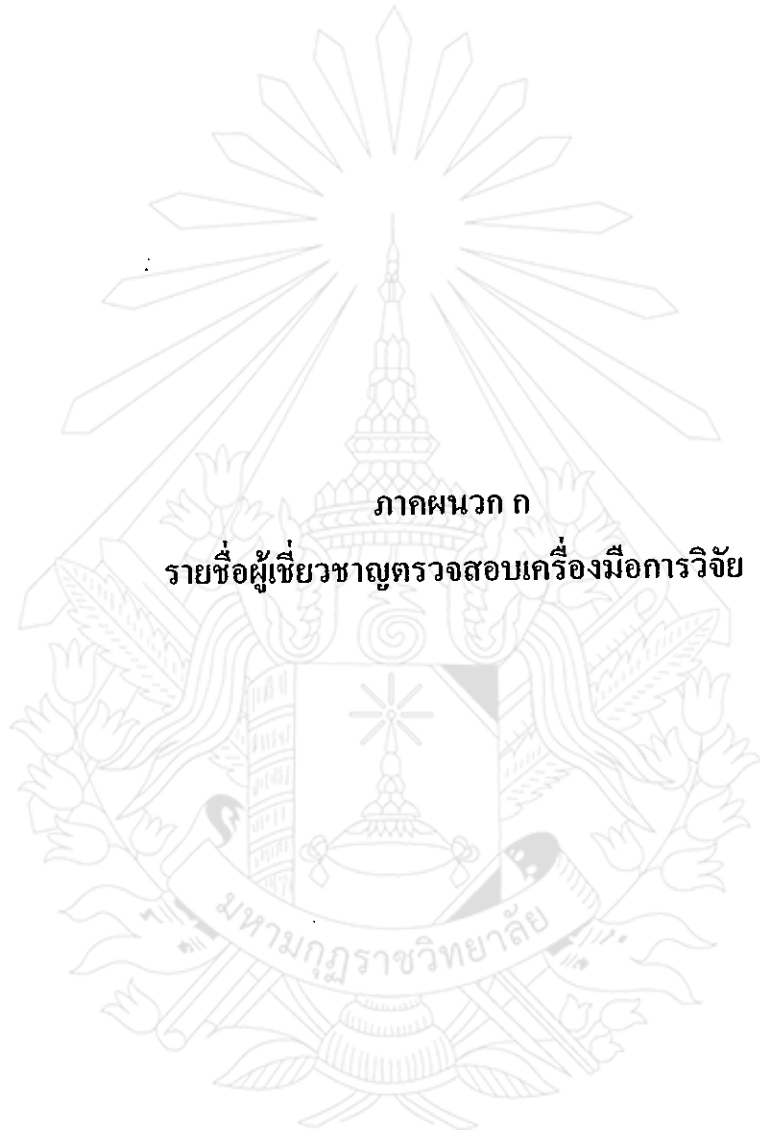 ภาคผนวก ก
รายชื่อผู้เชี่ยวชาญตรวจสอบเครื่องมือการวิจัย
มหามกุฏราชวิทยาลัย